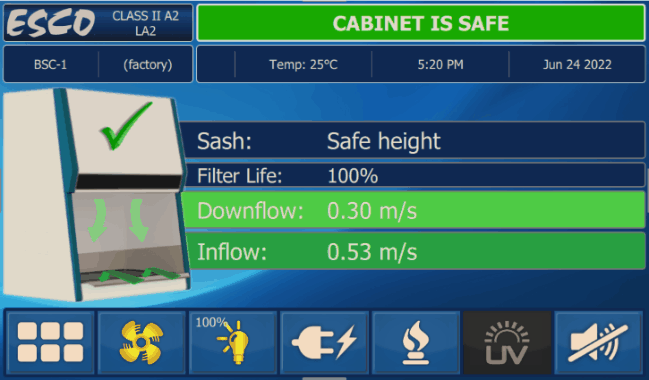 ESCO
CLASS II A2
LA2
CABINET IS SAFE
BSC-1
(factory)
Temp: 25°C
5:20 PM
Jun 24 2022
Sash: Safe height
Filter Life: 100%
Downflow: 0.30 m/s
Inflow: 0.53 m/s
100%
UV